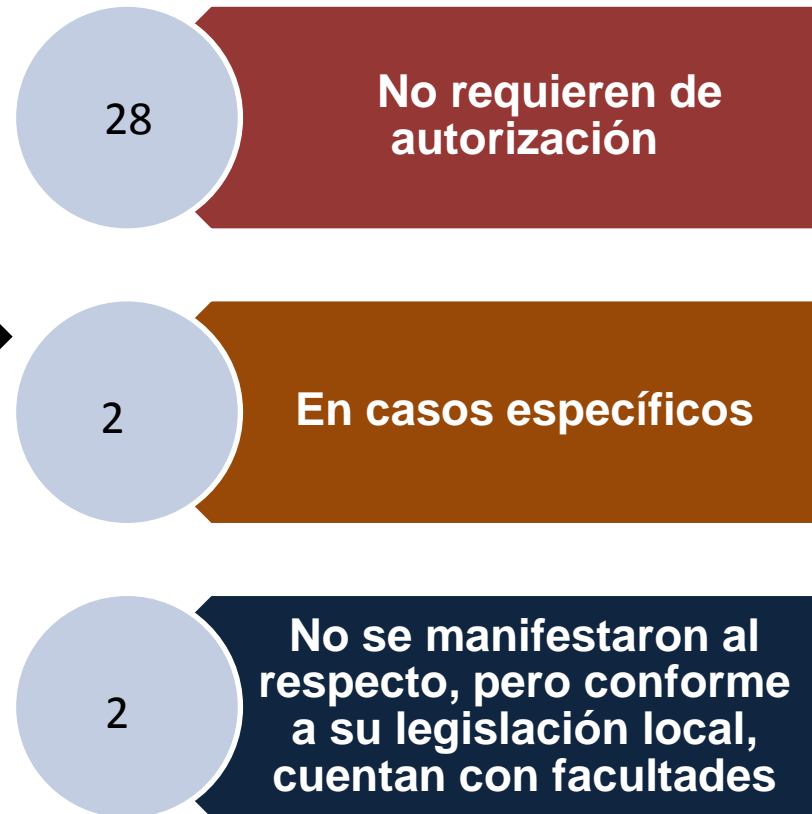 28
No requieren de
autorización
2
En casos específicos
2
No se manifestaron al
respecto, pero conforme
a su legislación local,
cuentan con facultades